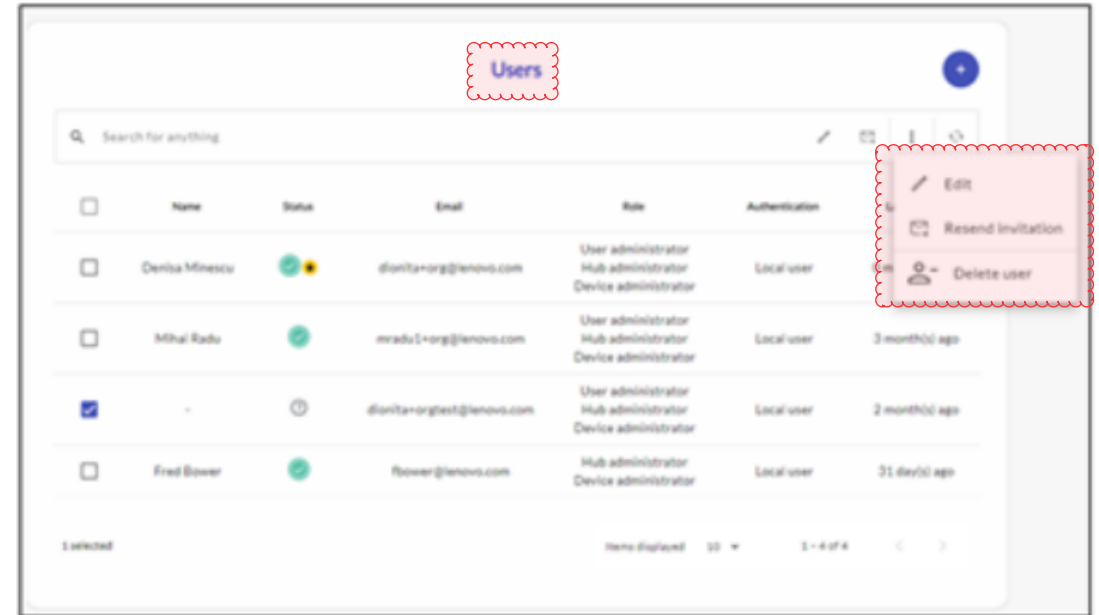 Users
+
Search for anything
Edit
Name Status Email Role Authentication
Resend invitation
Denisa Minescu dionita+org@lenovo.com User administrator Local user
Hub administrator
Device administrator
Delete user
Mihai Radu mradu1+org@lenovo.com User administrator Local user 3 month(s) ago
Hub administrator
Device administrator
- dionita+orgtest@lenovo.com User administrator Local user 2 month(s) ago
Hub administrator
Device administrator
Fred Bower fbower@lenovo.com Hub administrator Local user 31 day(s) ago
Device administrator
1 selected Items displayed 10 1 - 4 of 4